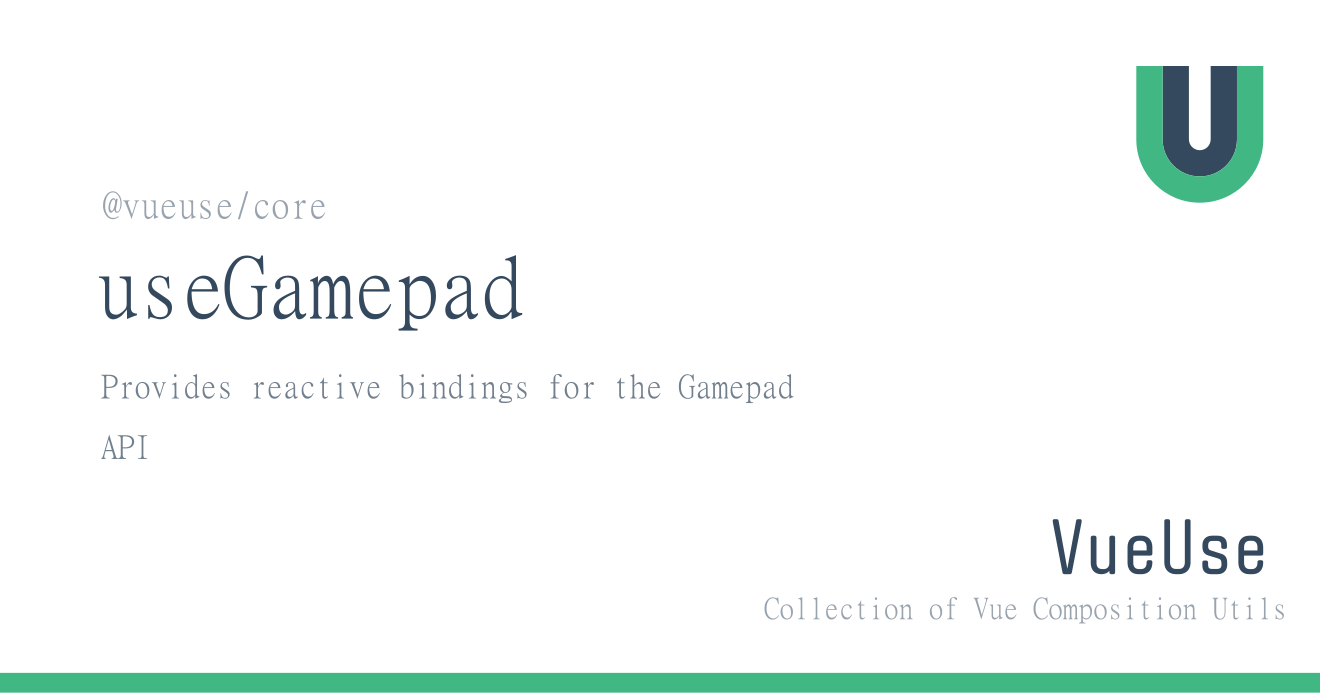 @vueuse/core
useGamepad
Provides reactive bindings for the Gamepad
API
VueUse
Collection of Vue Composition Utils